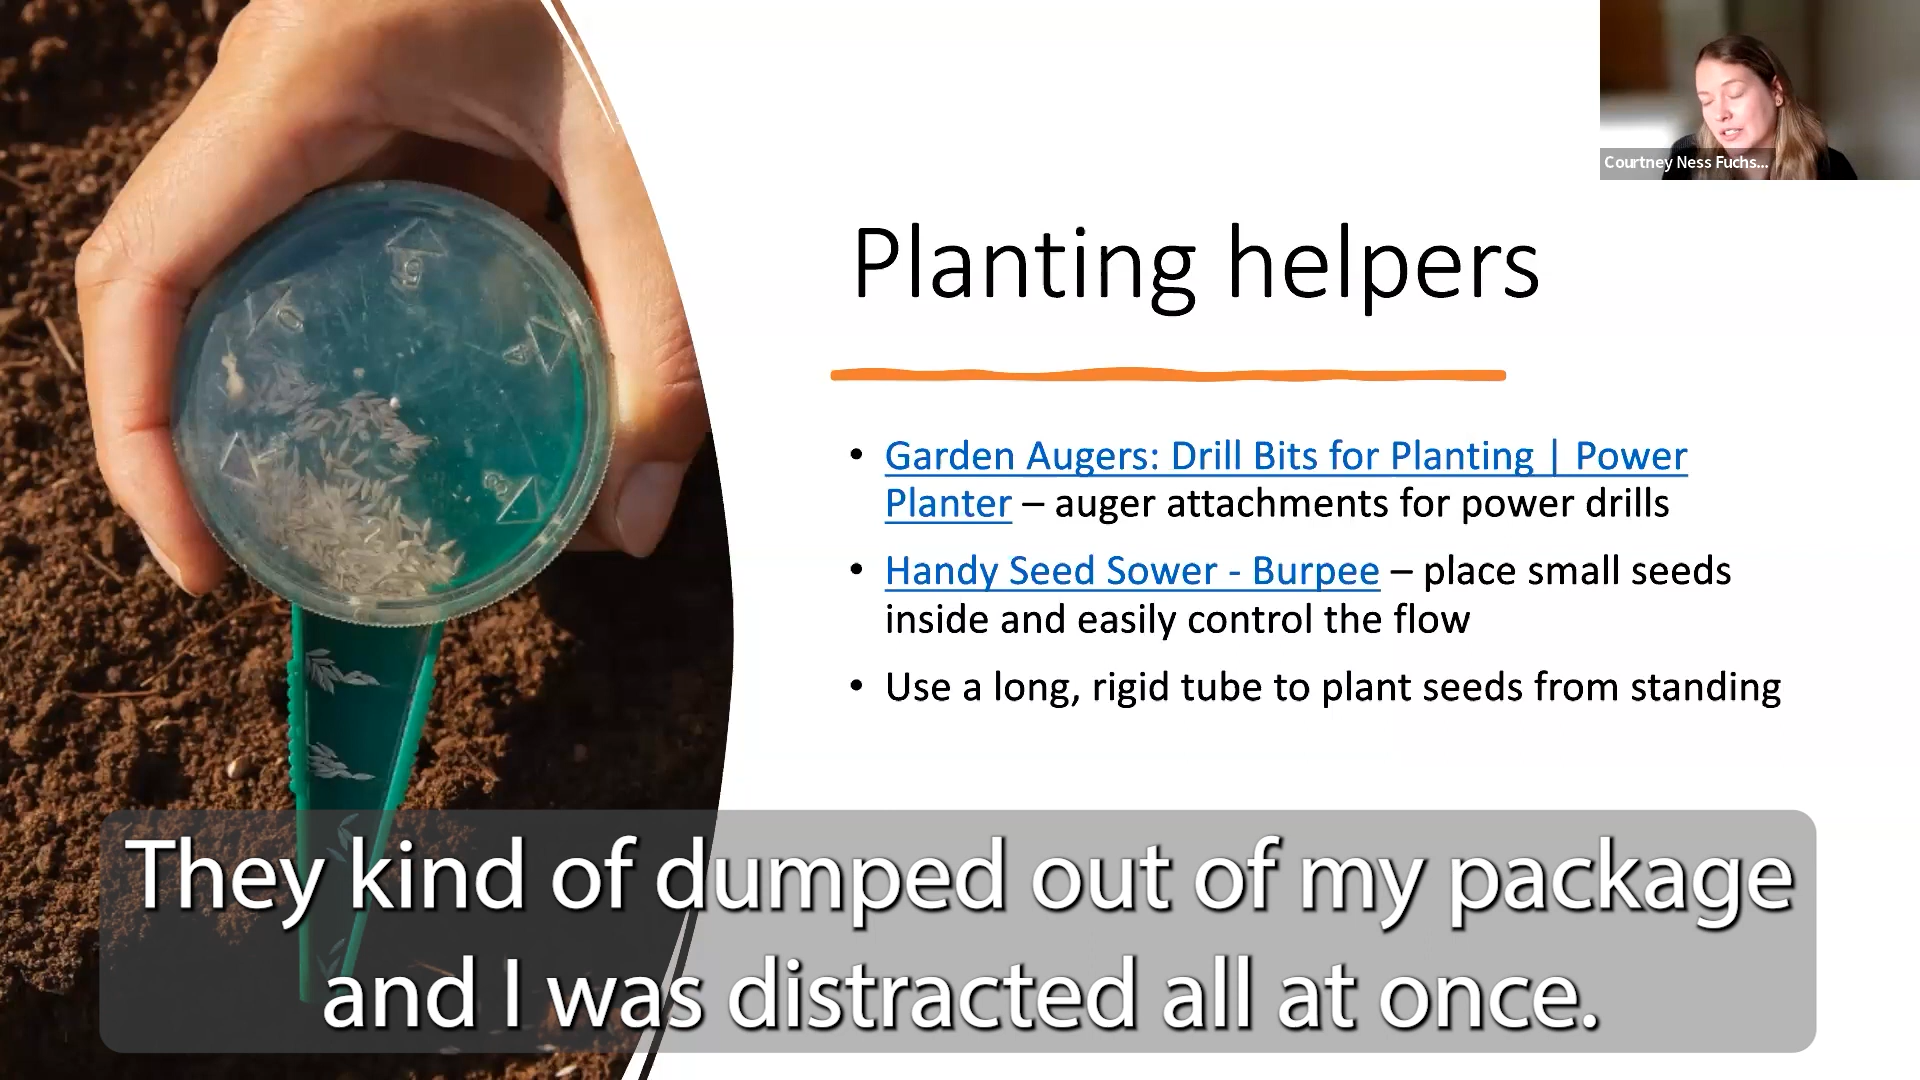 Courtney Ness Fuchs...
Planting helpers
• Garden Augers: Drill Bits for Planting | Power
Planter – auger attachments for power drills
• Handy Seed Sower - Burpee – place small seeds
inside and easily control the flow
• Use a long, rigid tube to plant seeds from standing
They kind of dumped out of my package
and I was distracted all at once.